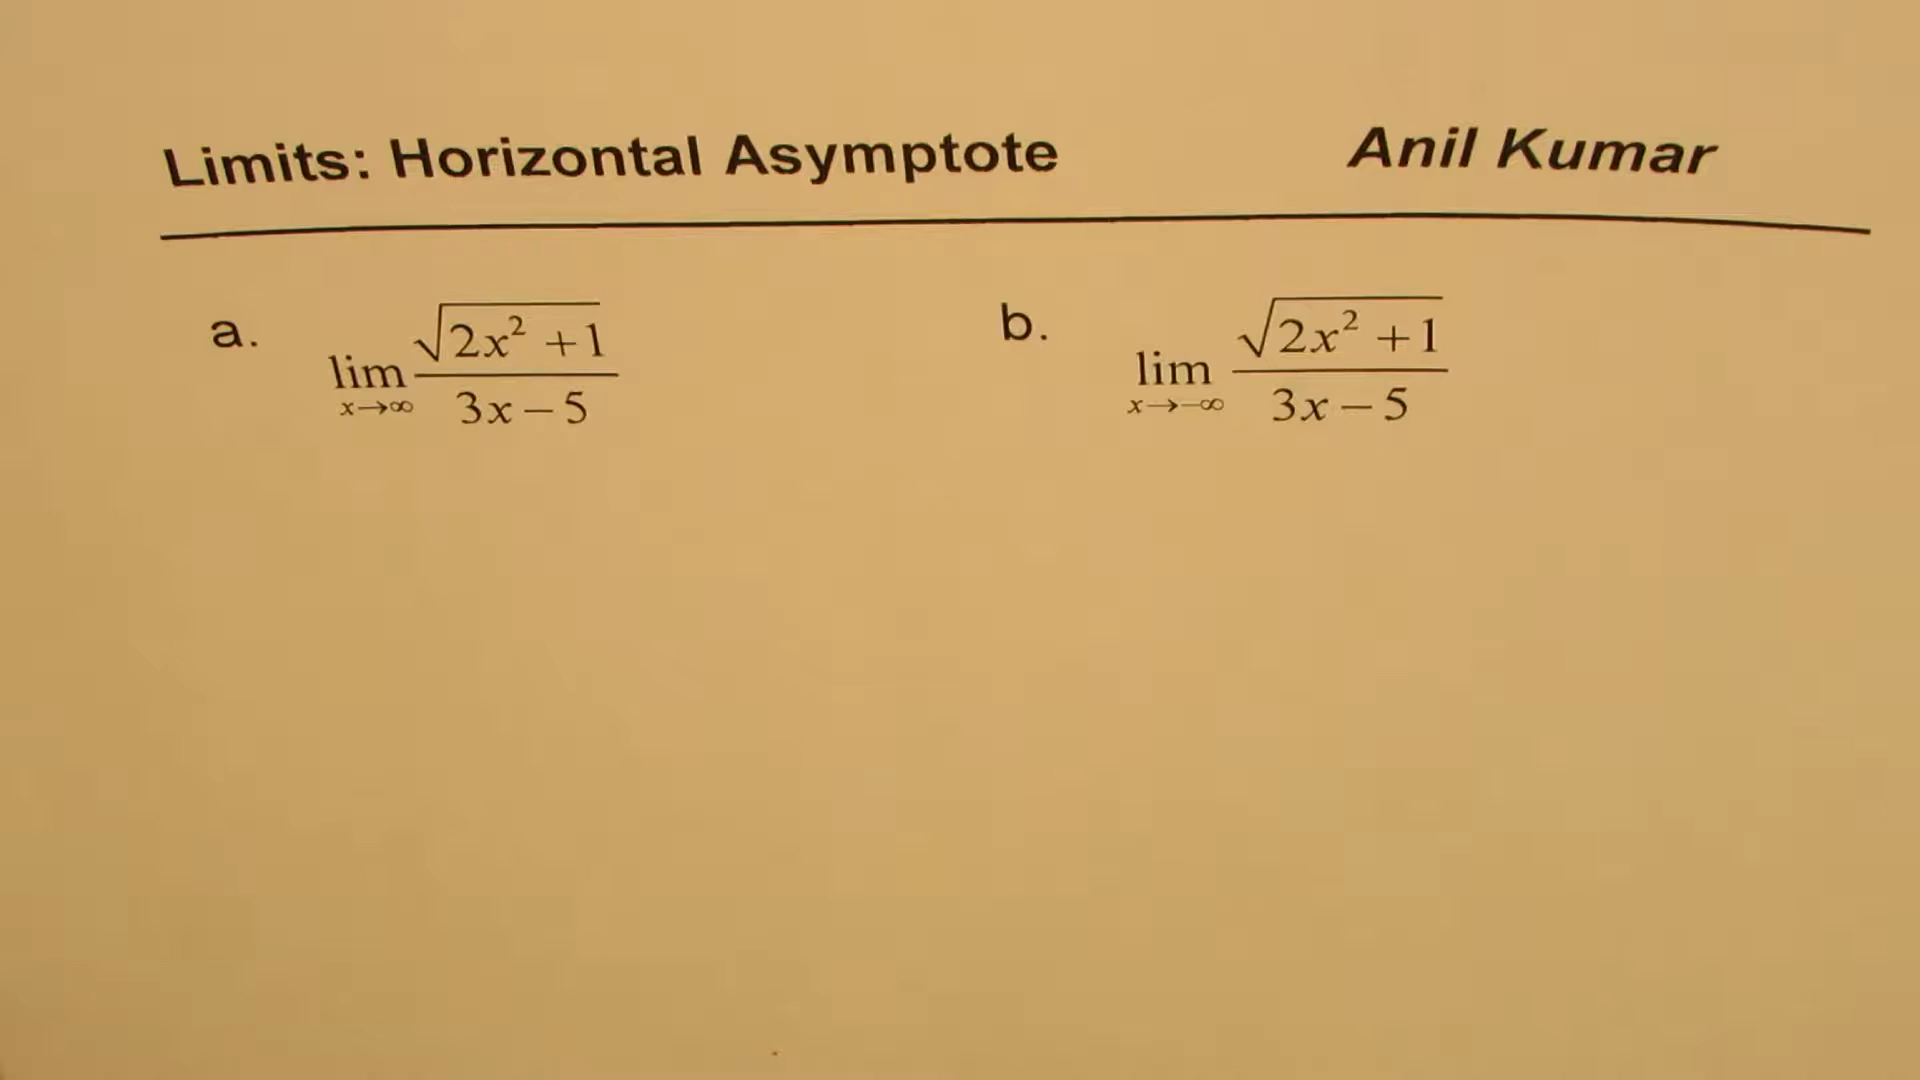 Limits: Horizontal Asymptote Anil Kumar
a. lim x→∞ √(2x² + 1) / (3x − 5)
b. lim x→−∞ √(2x² + 1) / (3x − 5)